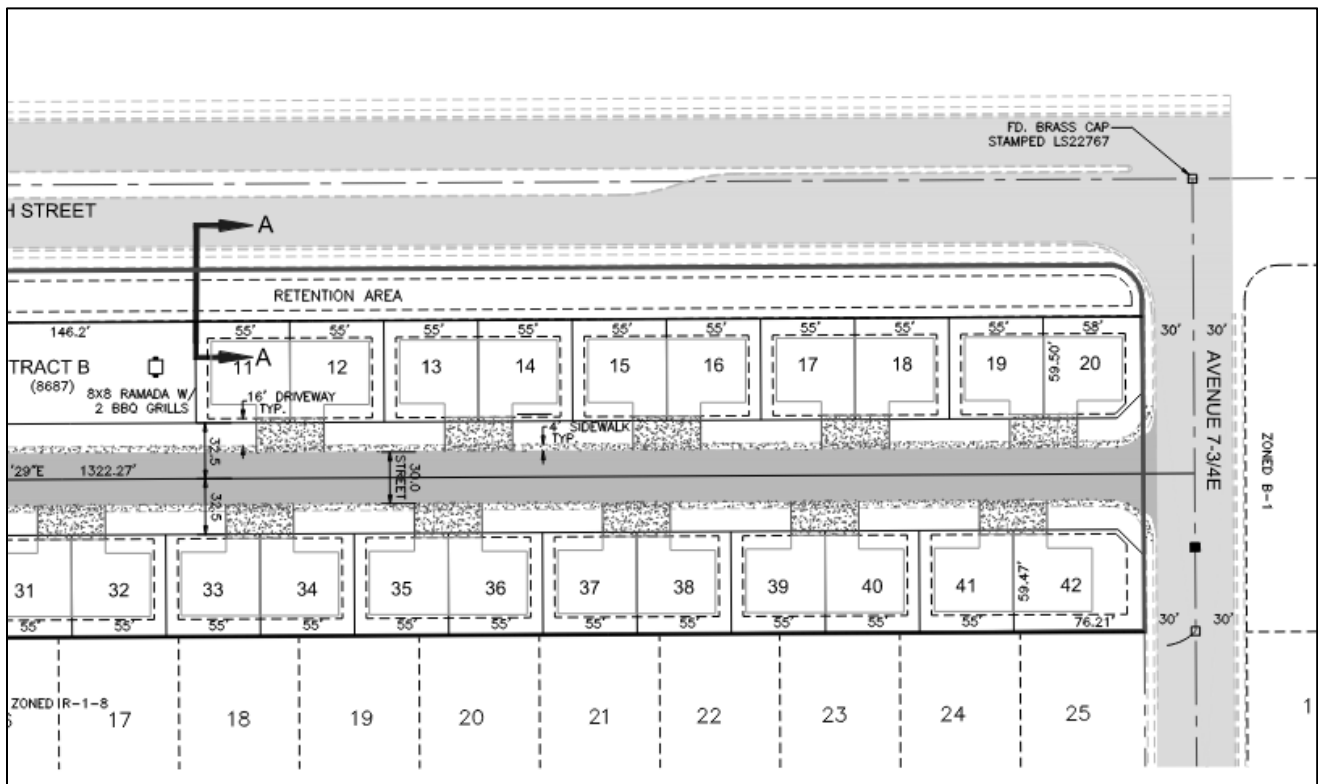 FD. BRASS CAP
STAMPED LS22767
H STREET
A
RETENTION AREA
146.2'
55' 55' 55' 55' 55' 55' 55' 55' 55' 58'
30' 30'
TRACT B
(8687)
8X8 RAMADA W/
2 BBQ GRILLS
A
11 12 13 14 15 16 17 18 19 59.50' 20
AVENUE 7-3/4E
16' DRIVEWAY
TYP.
4' SIDEWALK
TYP.
32.5
'29"E 1322.27'
30.0
STREET
32.5
ZONED B-1
31 32 33 34 35 36 37 38 39 40 41 59.47' 42
55' 55' 55' 55' 55' 55' 55' 55' 55' 55' 55' 76.21'
30' 30'
ZONED R-1-8
17 18 19 20 21 22 23 24 25 1